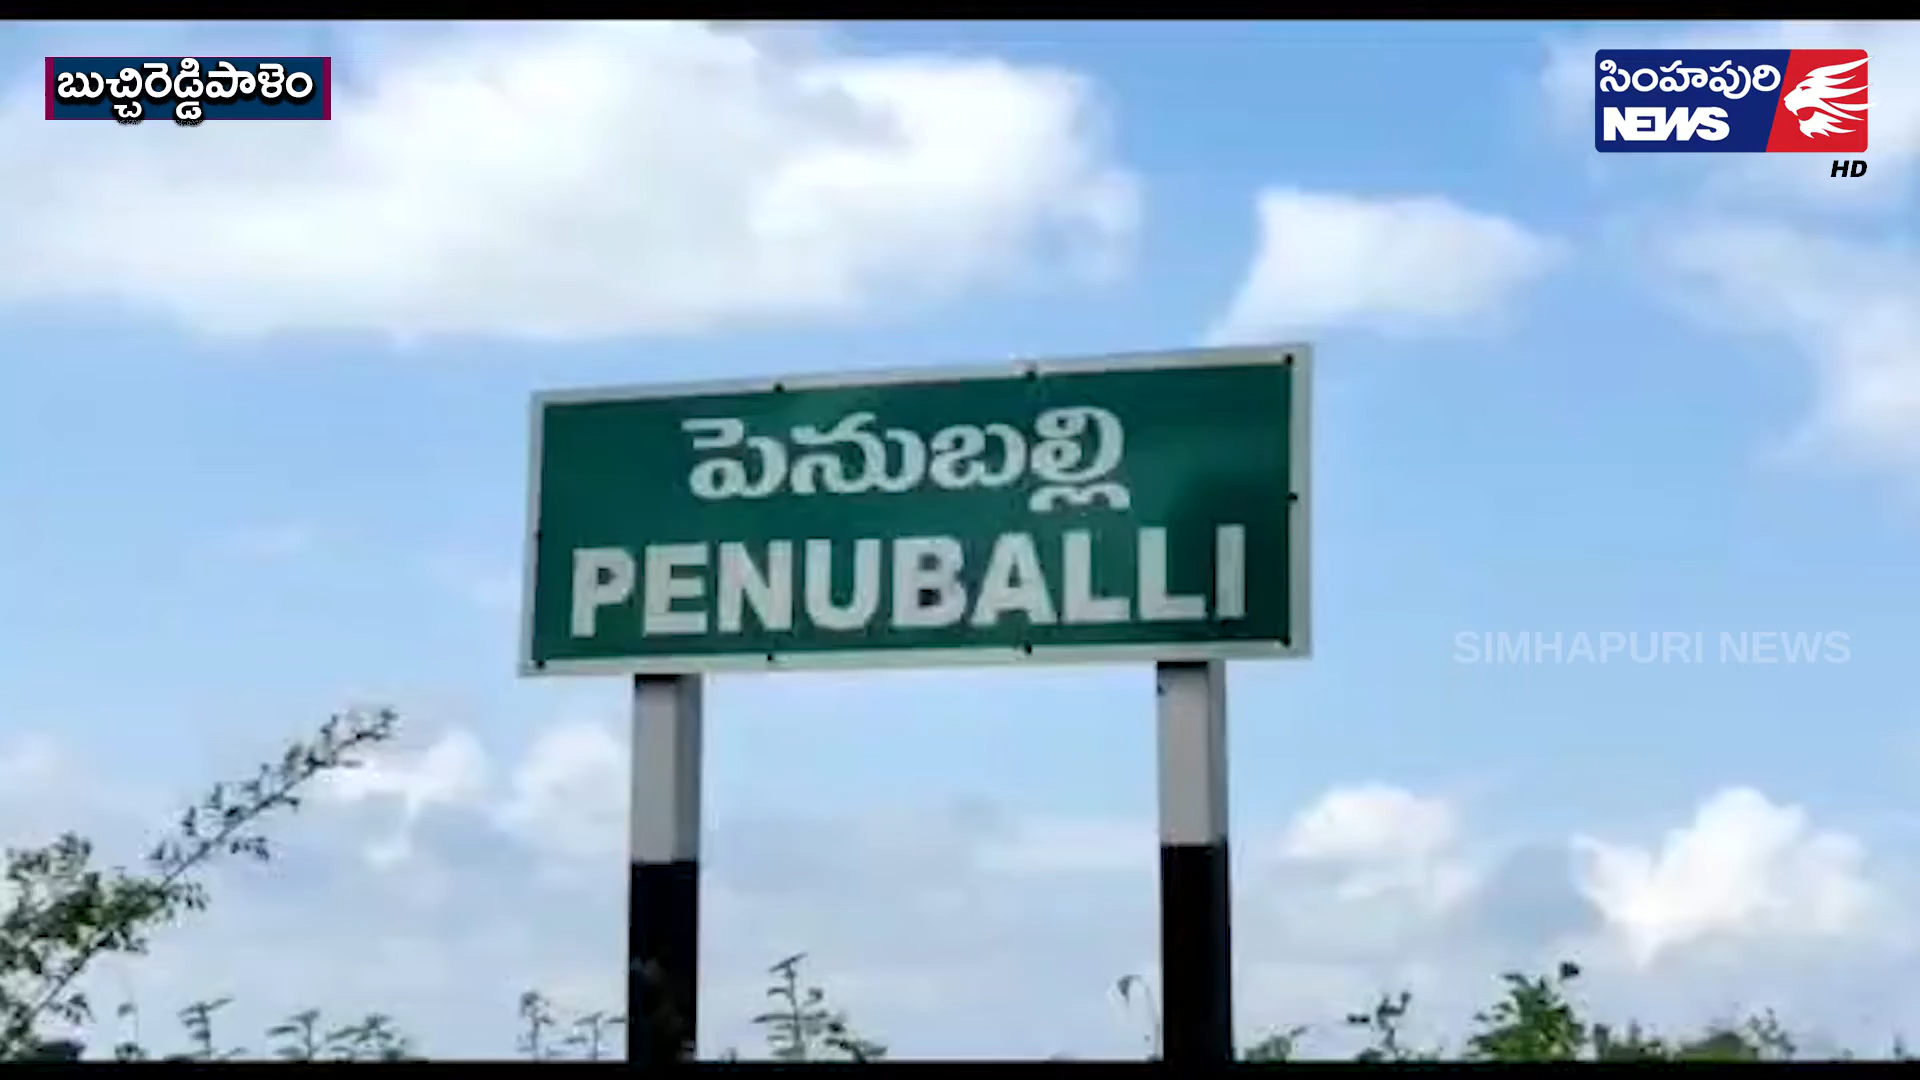 బుచ్చిరెడ్డిపాళెం
సింహపురి
NEWS
HD
పెనుబల్లి
PENUBALLI
SIMHAPURI NEWS